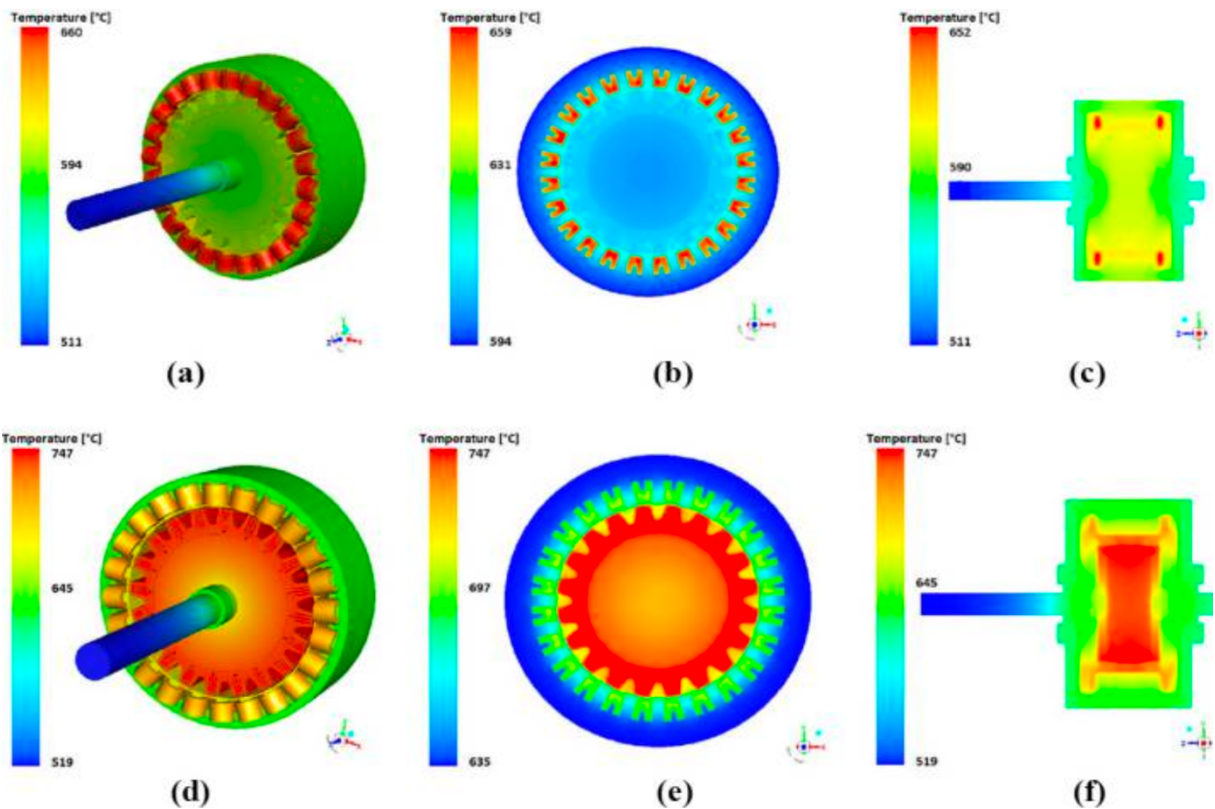 Temperature [°C]
660
594
511
(a)
Temperature [°C]
659
631
594
(b)
Temperature [°C]
652
590
511
(c)
Temperature [°C]
747
645
519
(d)
Temperature [°C]
747
697
635
(e)
Temperature [°C]
747
645
519
(f)